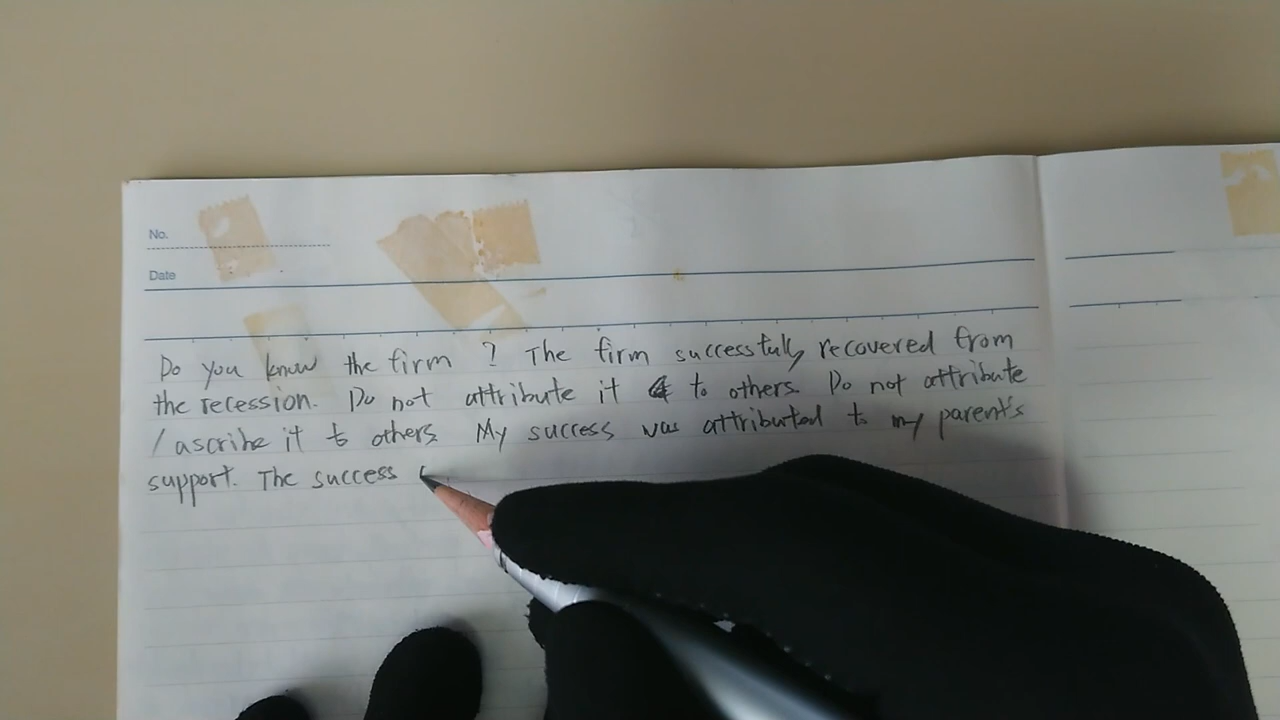 No.
Date
Do you know the firm ? The firm successfully recovered from
the recession. Do not attribute it to others. Do not attribute
/ ascribe it to others. My success was attributed to my parent's
support. The success